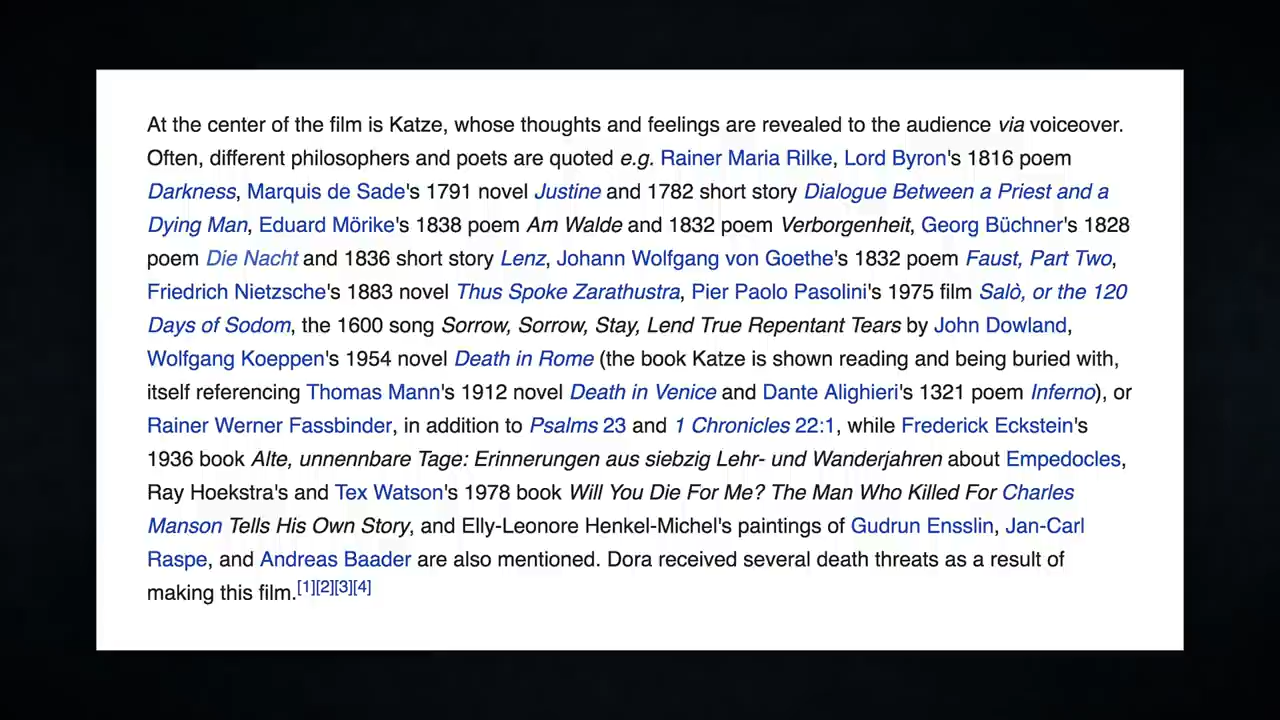 At the center of the film is Katze, whose thoughts and feelings are revealed to the audience via voiceover.
Often, different philosophers and poets are quoted e.g. Rainer Maria Rilke, Lord Byron's 1816 poem
Darkness, Marquis de Sade's 1791 novel Justine and 1782 short story Dialogue Between a Priest and a
Dying Man, Eduard Mörike's 1838 poem Am Walde and 1832 poem Verborgenheit, Georg Büchner's 1828
poem Die Nacht and 1836 short story Lenz, Johann Wolfgang von Goethe's 1832 poem Faust, Part Two,
Friedrich Nietzsche's 1883 novel Thus Spoke Zarathustra, Pier Paolo Pasolini's 1975 film Salò, or the 120
Days of Sodom, the 1600 song Sorrow, Sorrow, Stay, Lend True Repentant Tears by John Dowland,
Wolfgang Koeppen's 1954 novel Death in Rome (the book Katze is shown reading and being buried with,
itself referencing Thomas Mann's 1912 novel Death in Venice and Dante Alighieri's 1321 poem Inferno), or
Rainer Werner Fassbinder, in addition to Psalms 23 and 1 Chronicles 22:1, while Frederick Eckstein's
1936 book Alte, unnennbare Tage: Erinnerungen aus siebzig Lehr- und Wanderjahren about Empedocles,
Ray Hoekstra's and Tex Watson's 1978 book Will You Die For Me? The Man Who Killed For Charles
Manson Tells His Own Story, and Elly-Leonore Henkel-Michel's paintings of Gudrun Ensslin, Jan-Carl
Raspe, and Andreas Baader are also mentioned. Dora received several death threats as a result of
making this film.[1][2][3][4]